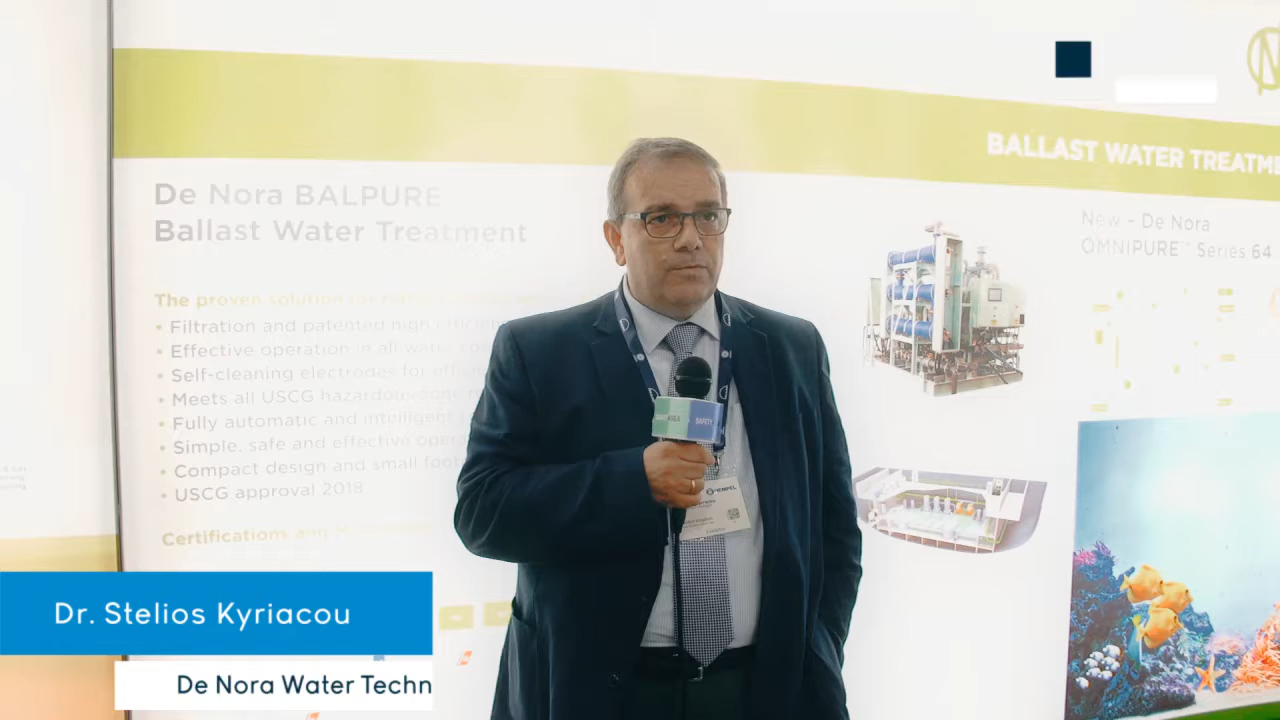 BALLAST WATER TREATME
De Nora BALPURE
Ballast Water Treatment
New - De Nora
OMNIPURE™ Series 64
The proven solution
• Filtration and patented high
• Effective operation in all water
• Self-cleaning electrodes for
• Meets all USCG hazardous zone
• Fully automatic and intelligent
• Simple, safe and effective
• Compact design and small
• USCG approval 2018
Certifications and
SAFETY
HEMPEL
Dr. Stelios Kyriacou
De Nora Water Techn